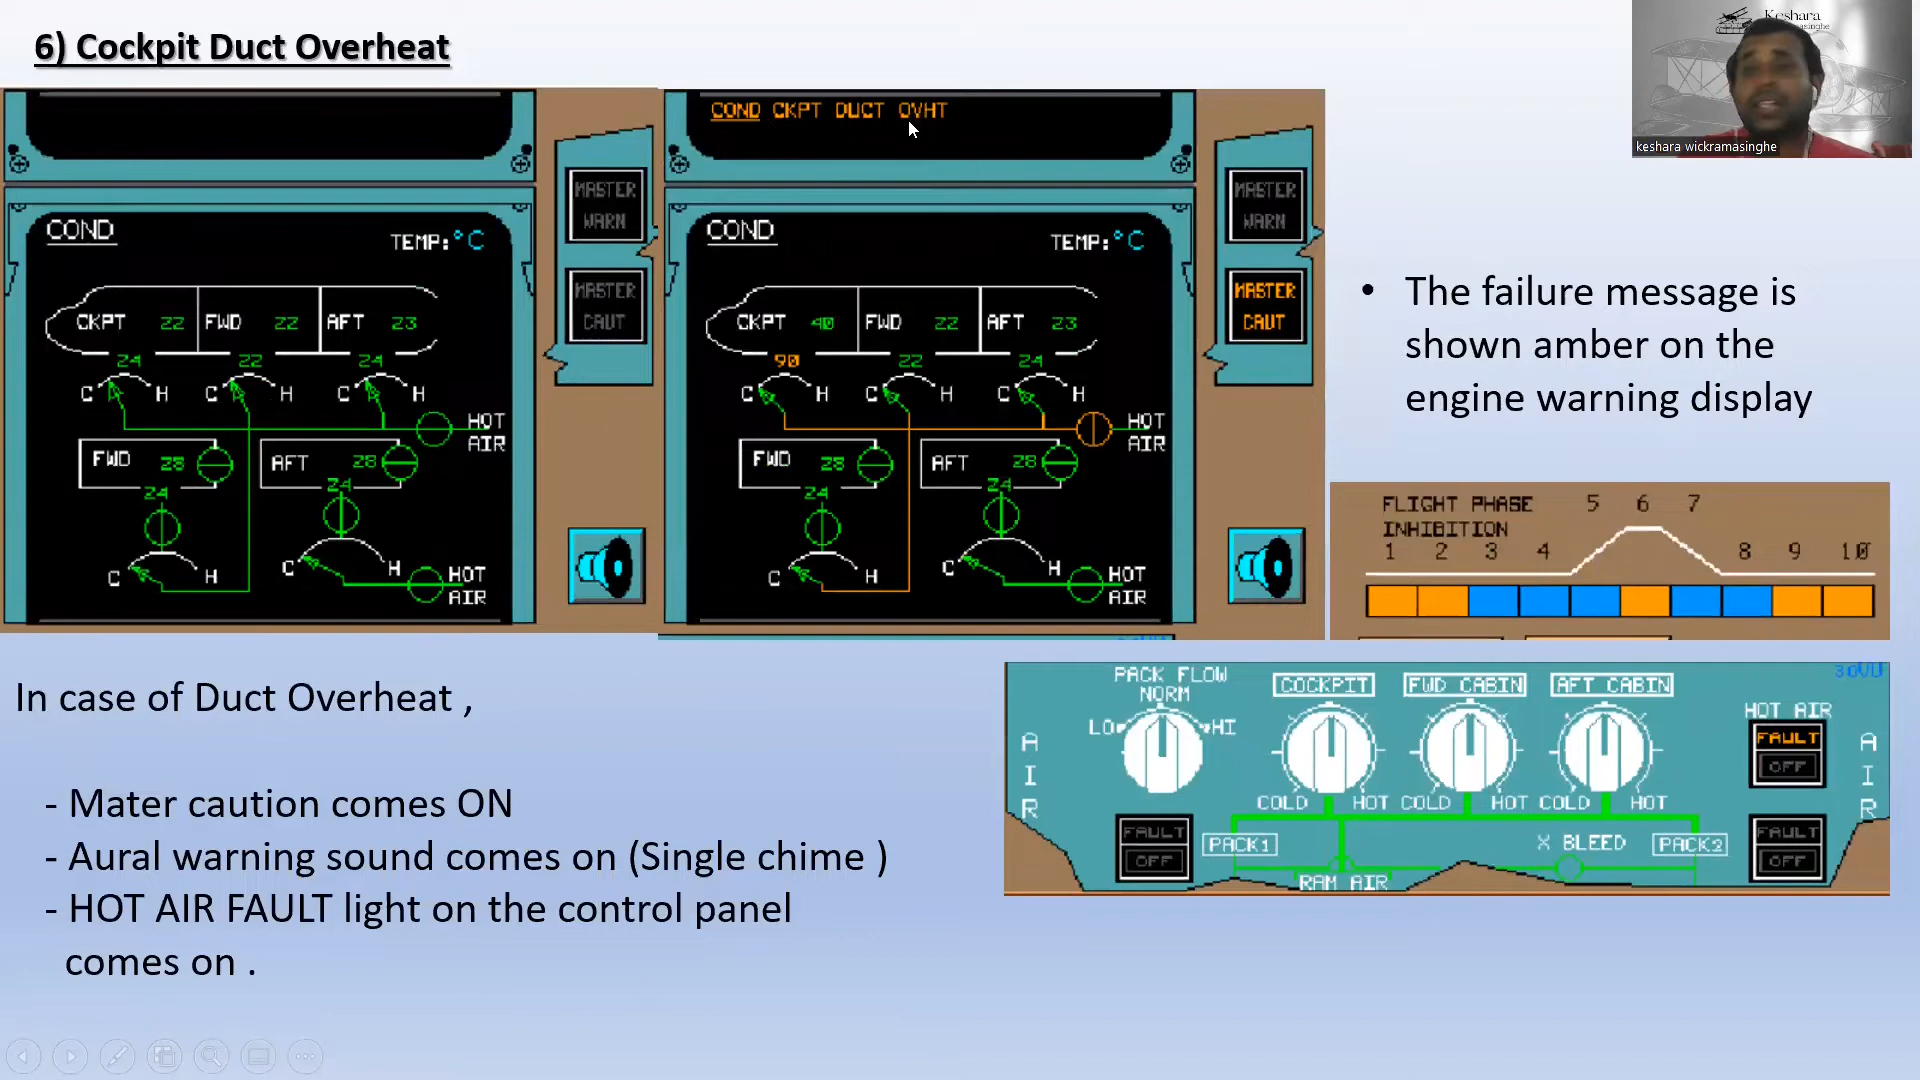 6) Cockpit Duct Overheat
Keshara
keshara wickramasinghe
COND CKPT DUCT OVHT
MASTER
WARN
MASTER
CAUT
COND
TEMP:°C
CKPT 22 FWD 22 AFT 23
24 22 24
C H C H C H
HOT
AIR
FWD 28 AFT 28
24 24
C H C H
HOT
AIR
MASTER
WARN
MASTER
CAUT
COND
TEMP:°C
CKPT 40 FWD 22 AFT 23
90 22 24
C H C H C H
HOT
AIR
FWD 28 AFT 28
24 24
C H C H
HOT
AIR
• The failure message is
shown amber on the
engine warning display
FLIGHT PHASE
INHIBITION
1 2 3 4 5 6 7 8 9 10
In case of Duct Overheat ,
- Mater caution comes ON
- Aural warning sound comes on (Single chime )
- HOT AIR FAULT light on the control panel
comes on .
30VU
PACK FLOW
NORM
LO HI
COCKPIT FWD CABIN AFT CABIN
HOT AIR
FAULT
OFF
AIR
AIR
COLD HOT COLD HOT COLD HOT
FAULT
OFF
PACK1
X BLEED
PACK2
FAULT
OFF
RAM AIR